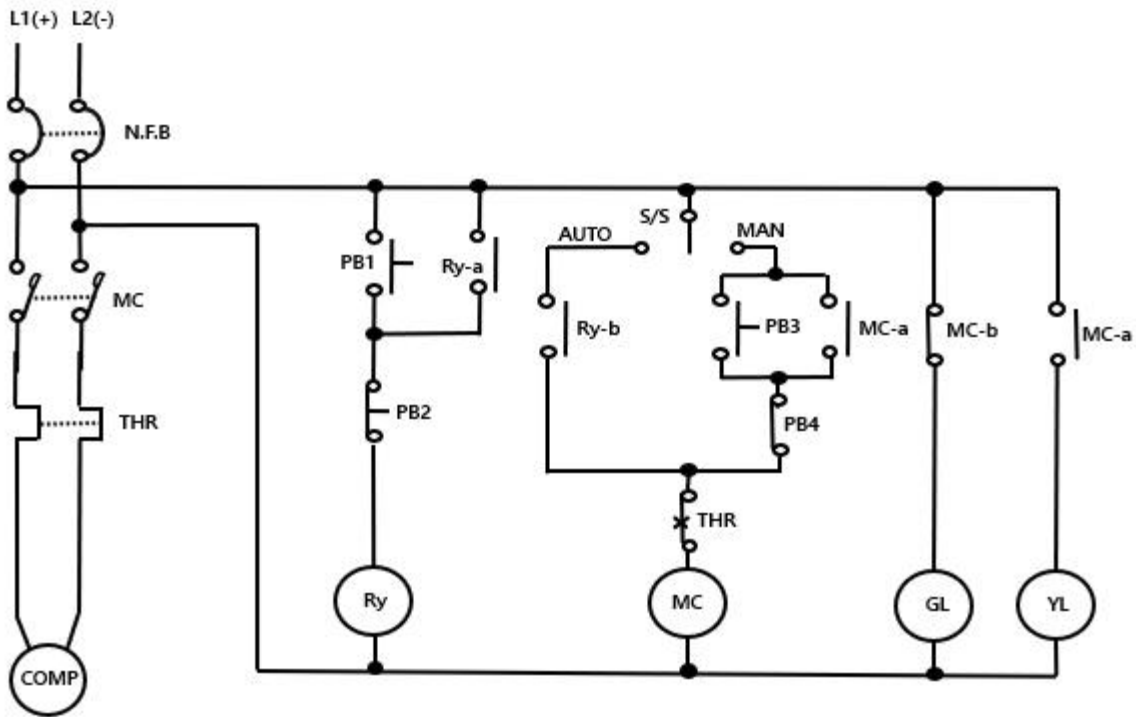 L1(+) L2(-)
N.F.B
S/S
AUTO
MAN
PB1
Ry-a
MC
Ry-b
PB3
MC-a
MC-b
MC-a
THR
PB2
PB4
THR
Ry
MC
GL
YL
COMP